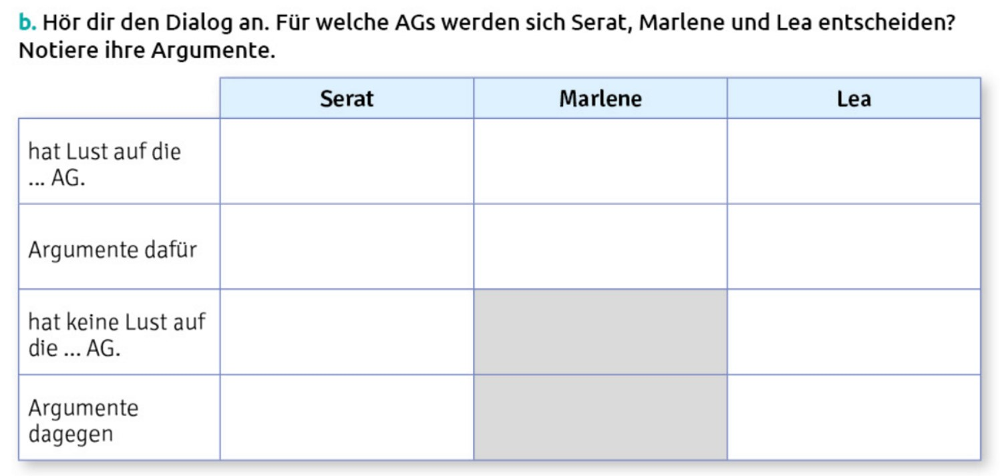 b. Hör dir den Dialog an. Für welche AGs werden sich Serat, Marlene und Lea entscheiden?
Notiere ihre Argumente.
Serat Marlene Lea
hat Lust auf die
... AG.
Argumente dafür
hat keine Lust auf
die ... AG.
Argumente
dagegen